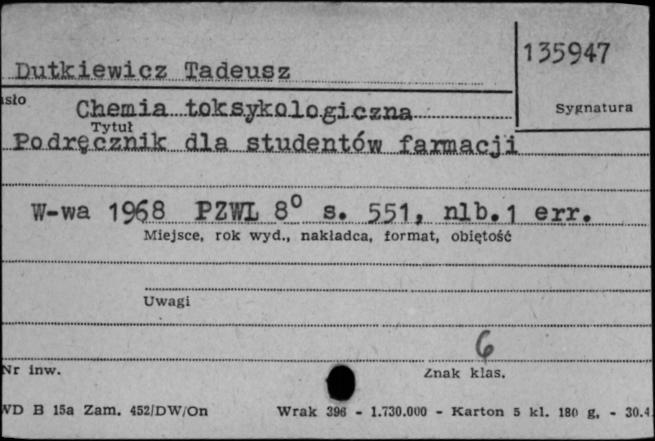 135947
Dutkiewicz Tadeusz
Sygnatura
Chemia toksykologiczna
Tytuł
Podręcznik dla studentów farmacji
W-wa 1968 PZWL 8° s. 551, nlb.1 err.
Miejsce, rok wyd., nakładca, format, objętość
Uwagi
6
Nr inw.
Znak klas.
WD B 15a Zam. 452/DW/On Wrak 396 - 1.730.000 - Karton 5 kl. 180 g. - 30.4